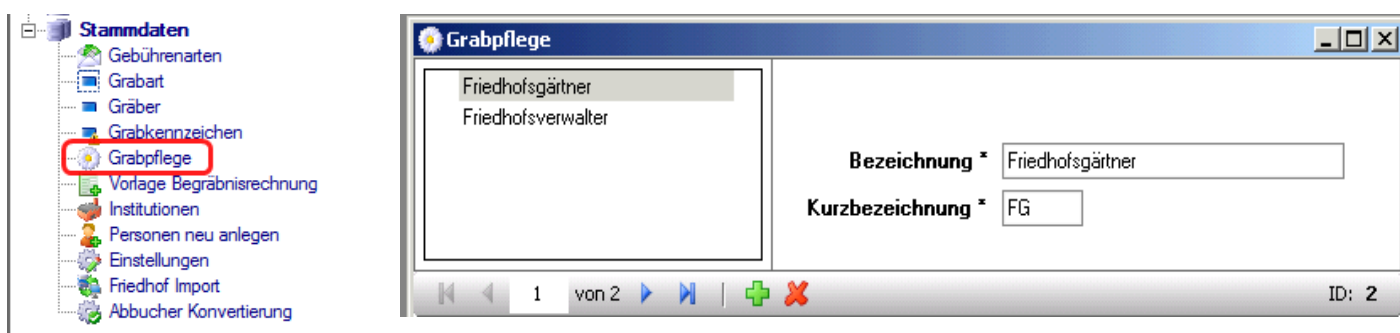 Stammdaten
Gebührenarten
Grabart
Gräber
Grabkennzeichen
Grabpflege
Vorlage Begräbnisrechnung
Institutionen
Personen neu anlegen
Einstellungen
Friedhof Import
Abbucher Konvertierung
Grabpflege
Friedhofsgärtner
Friedhofsverwalter
Bezeichnung * Friedhofsgärtner
Kurzbezeichnung * FG
1 von 2 ID: 2